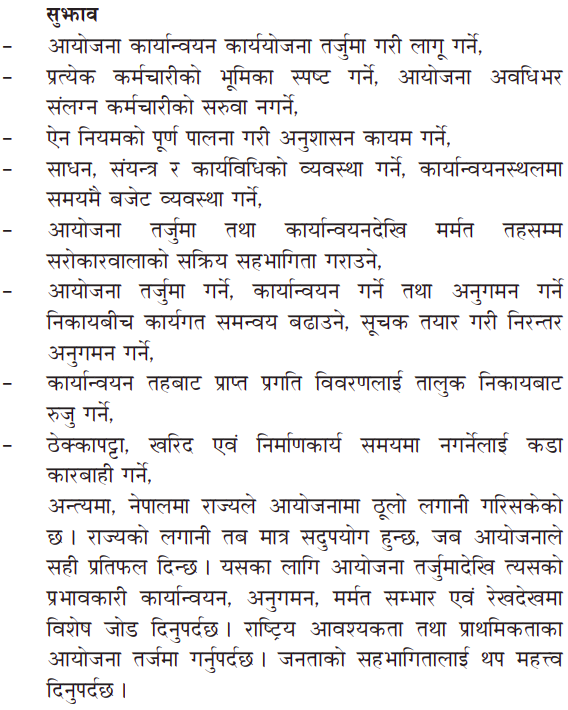 सुझाव
- आयोजना कार्यान्वयन कार्ययोजना तर्जुमा गरी लागू गर्ने,
- प्रत्येक कर्मचारीको भूमिका स्पष्ट गर्ने, आयोजना अवधिभर
संलग्न कर्मचारीको सरुवा नगर्ने,
- ऐन नियमको पूर्ण पालना गरी अनुशासन कायम गर्ने,
- साधन, संयन्त्र र कार्यविधिको व्यवस्था गर्ने, कार्यान्वयनस्थलमा
समयमै बजेट व्यवस्था गर्ने,
- आयोजना तर्जुमा तथा कार्यान्वयनदेखि मर्मत तहसम्म
सरोकारवालाको सक्रिय सहभागिता गराउने,
- आयोजना तर्जुमा गर्ने, कार्यान्वयन गर्ने तथा अनुगमन गर्ने
निकायबीच कार्यगत समन्वय बढाउने, सूचक तयार गरी निरन्तर
अनुगमन गर्ने,
- कार्यान्वयन तहबाट प्राप्त प्रगति विवरणलाई तालुक निकायबाट
रुजु गर्ने,
- ठेक्कापट्टा, खरिद एवं निर्माणकार्य समयमा नगर्नेलाई कडा
कारबाही गर्ने,
अन्त्यमा, नेपालमा राज्यले आयोजनामा ठूलो लगानी गरिसकेको
छ । राज्यको लगानी तब मात्र सदुपयोग हुन्छ, जब आयोजनाले
सही प्रतिफल दिन्छ । यसका लागि आयोजना तर्जुमादेखि त्यसको
प्रभावकारी कार्यान्वयन, अनुगमन, मर्मत सम्भार एवं रेखदेखमा
विशेष जोड दिनुपर्दछ । राष्ट्रिय आवश्यकता तथा प्राथमिकताका
आयोजना तर्जमा गर्नुपर्दछ । जनताको सहभागितालाई थप महत्त्व
दिनुपर्दछ ।